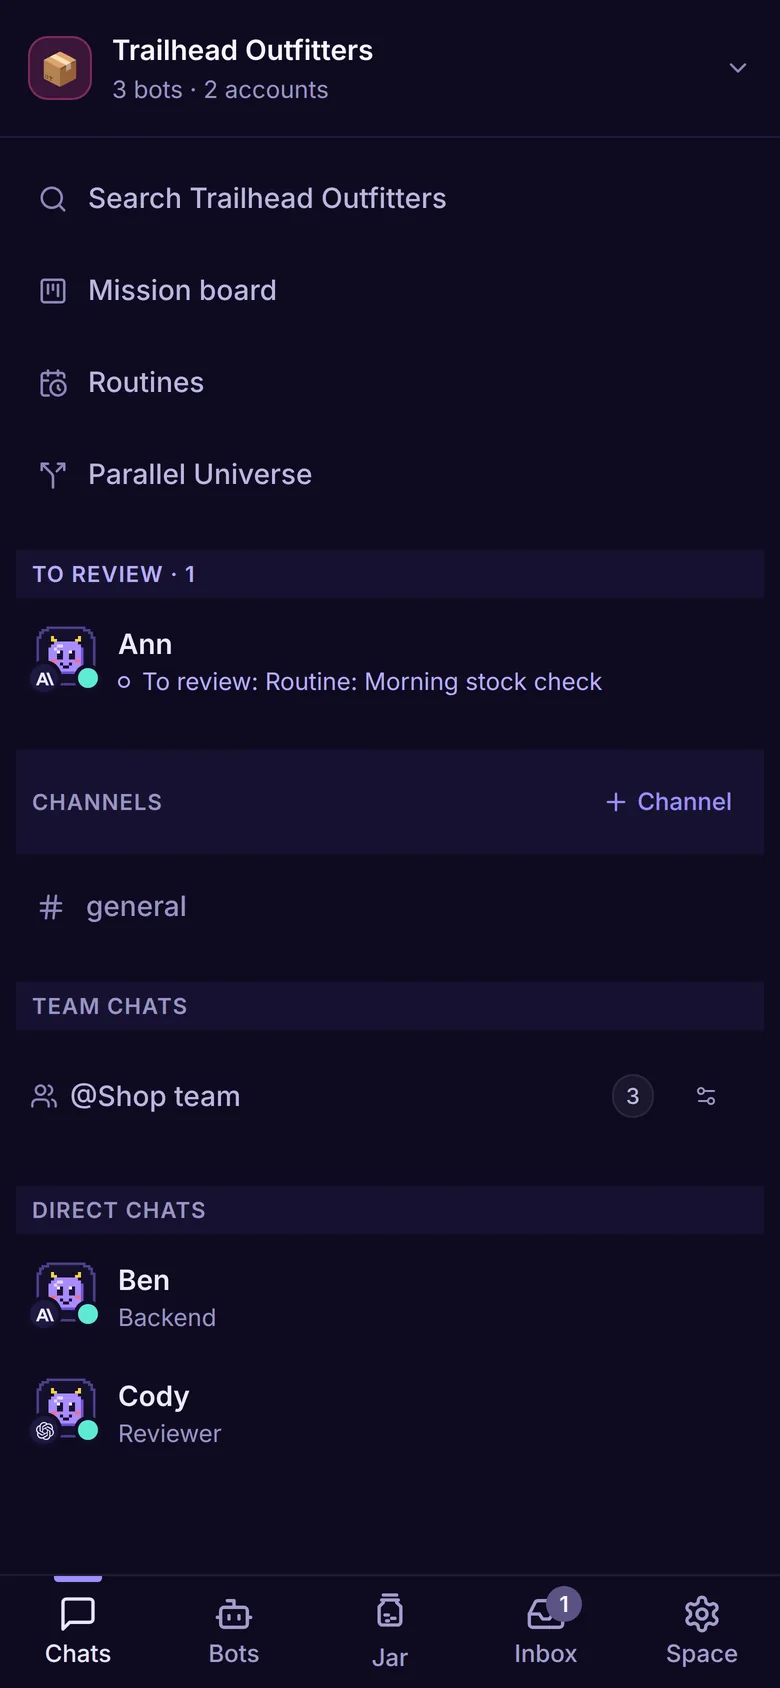 Trailhead Outfitters
3 bots · 2 accounts
Search Trailhead Outfitters
Mission board
Routines
Parallel Universe
TO REVIEW · 1
Ann
To review: Routine: Morning stock check
CHANNELS
+ Channel
# general
TEAM CHATS
@Shop team
3
DIRECT CHATS
Ben
Backend
Cody
Reviewer
Chats
Bots
Jar
1
Inbox
Space